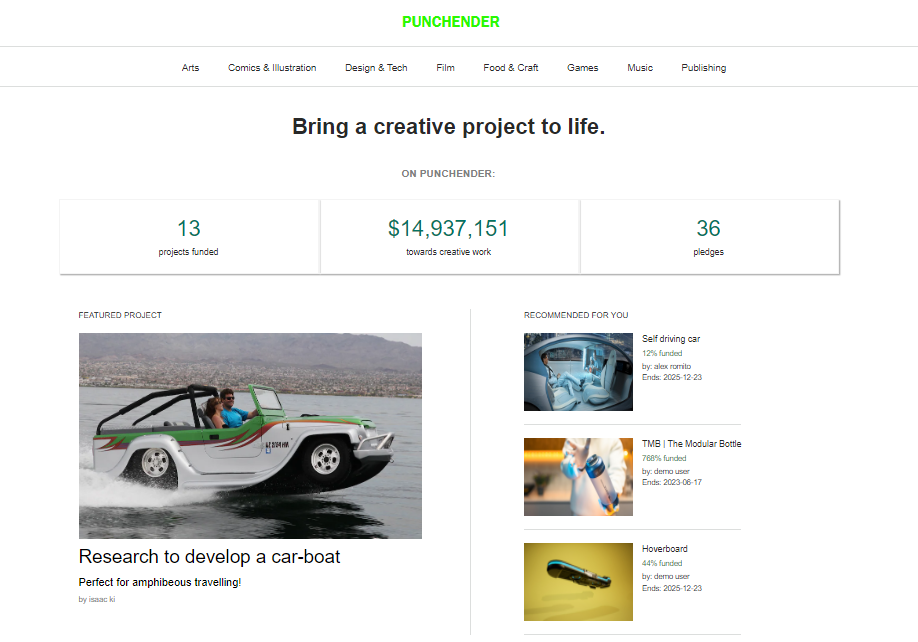 PUNCHENDER
Arts Comics & Illustration Design & Tech Film Food & Craft Games Music Publishing
Bring a creative project to life.
ON PUNCHENDER:
13
projects funded
$14,937,151
towards creative work
36
pledges
FEATURED PROJECT
Research to develop a car-boat
Perfect for amphibeous travelling!
by isaac ki
RECOMMENDED FOR YOU
Self driving car
12% funded
by: alex romito
Ends: 2025-12-23
TMB | The Modular Bottle
768% funded
by: demo user
Ends: 2023-06-17
Hoverboard
44% funded
by: demo user
Ends: 2025-12-23